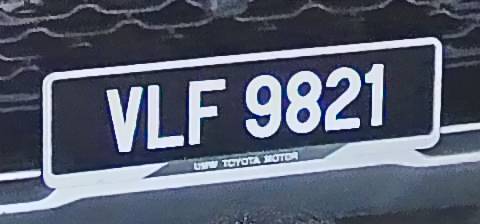 VLF 9821
UMW TOYOTA MOTOR